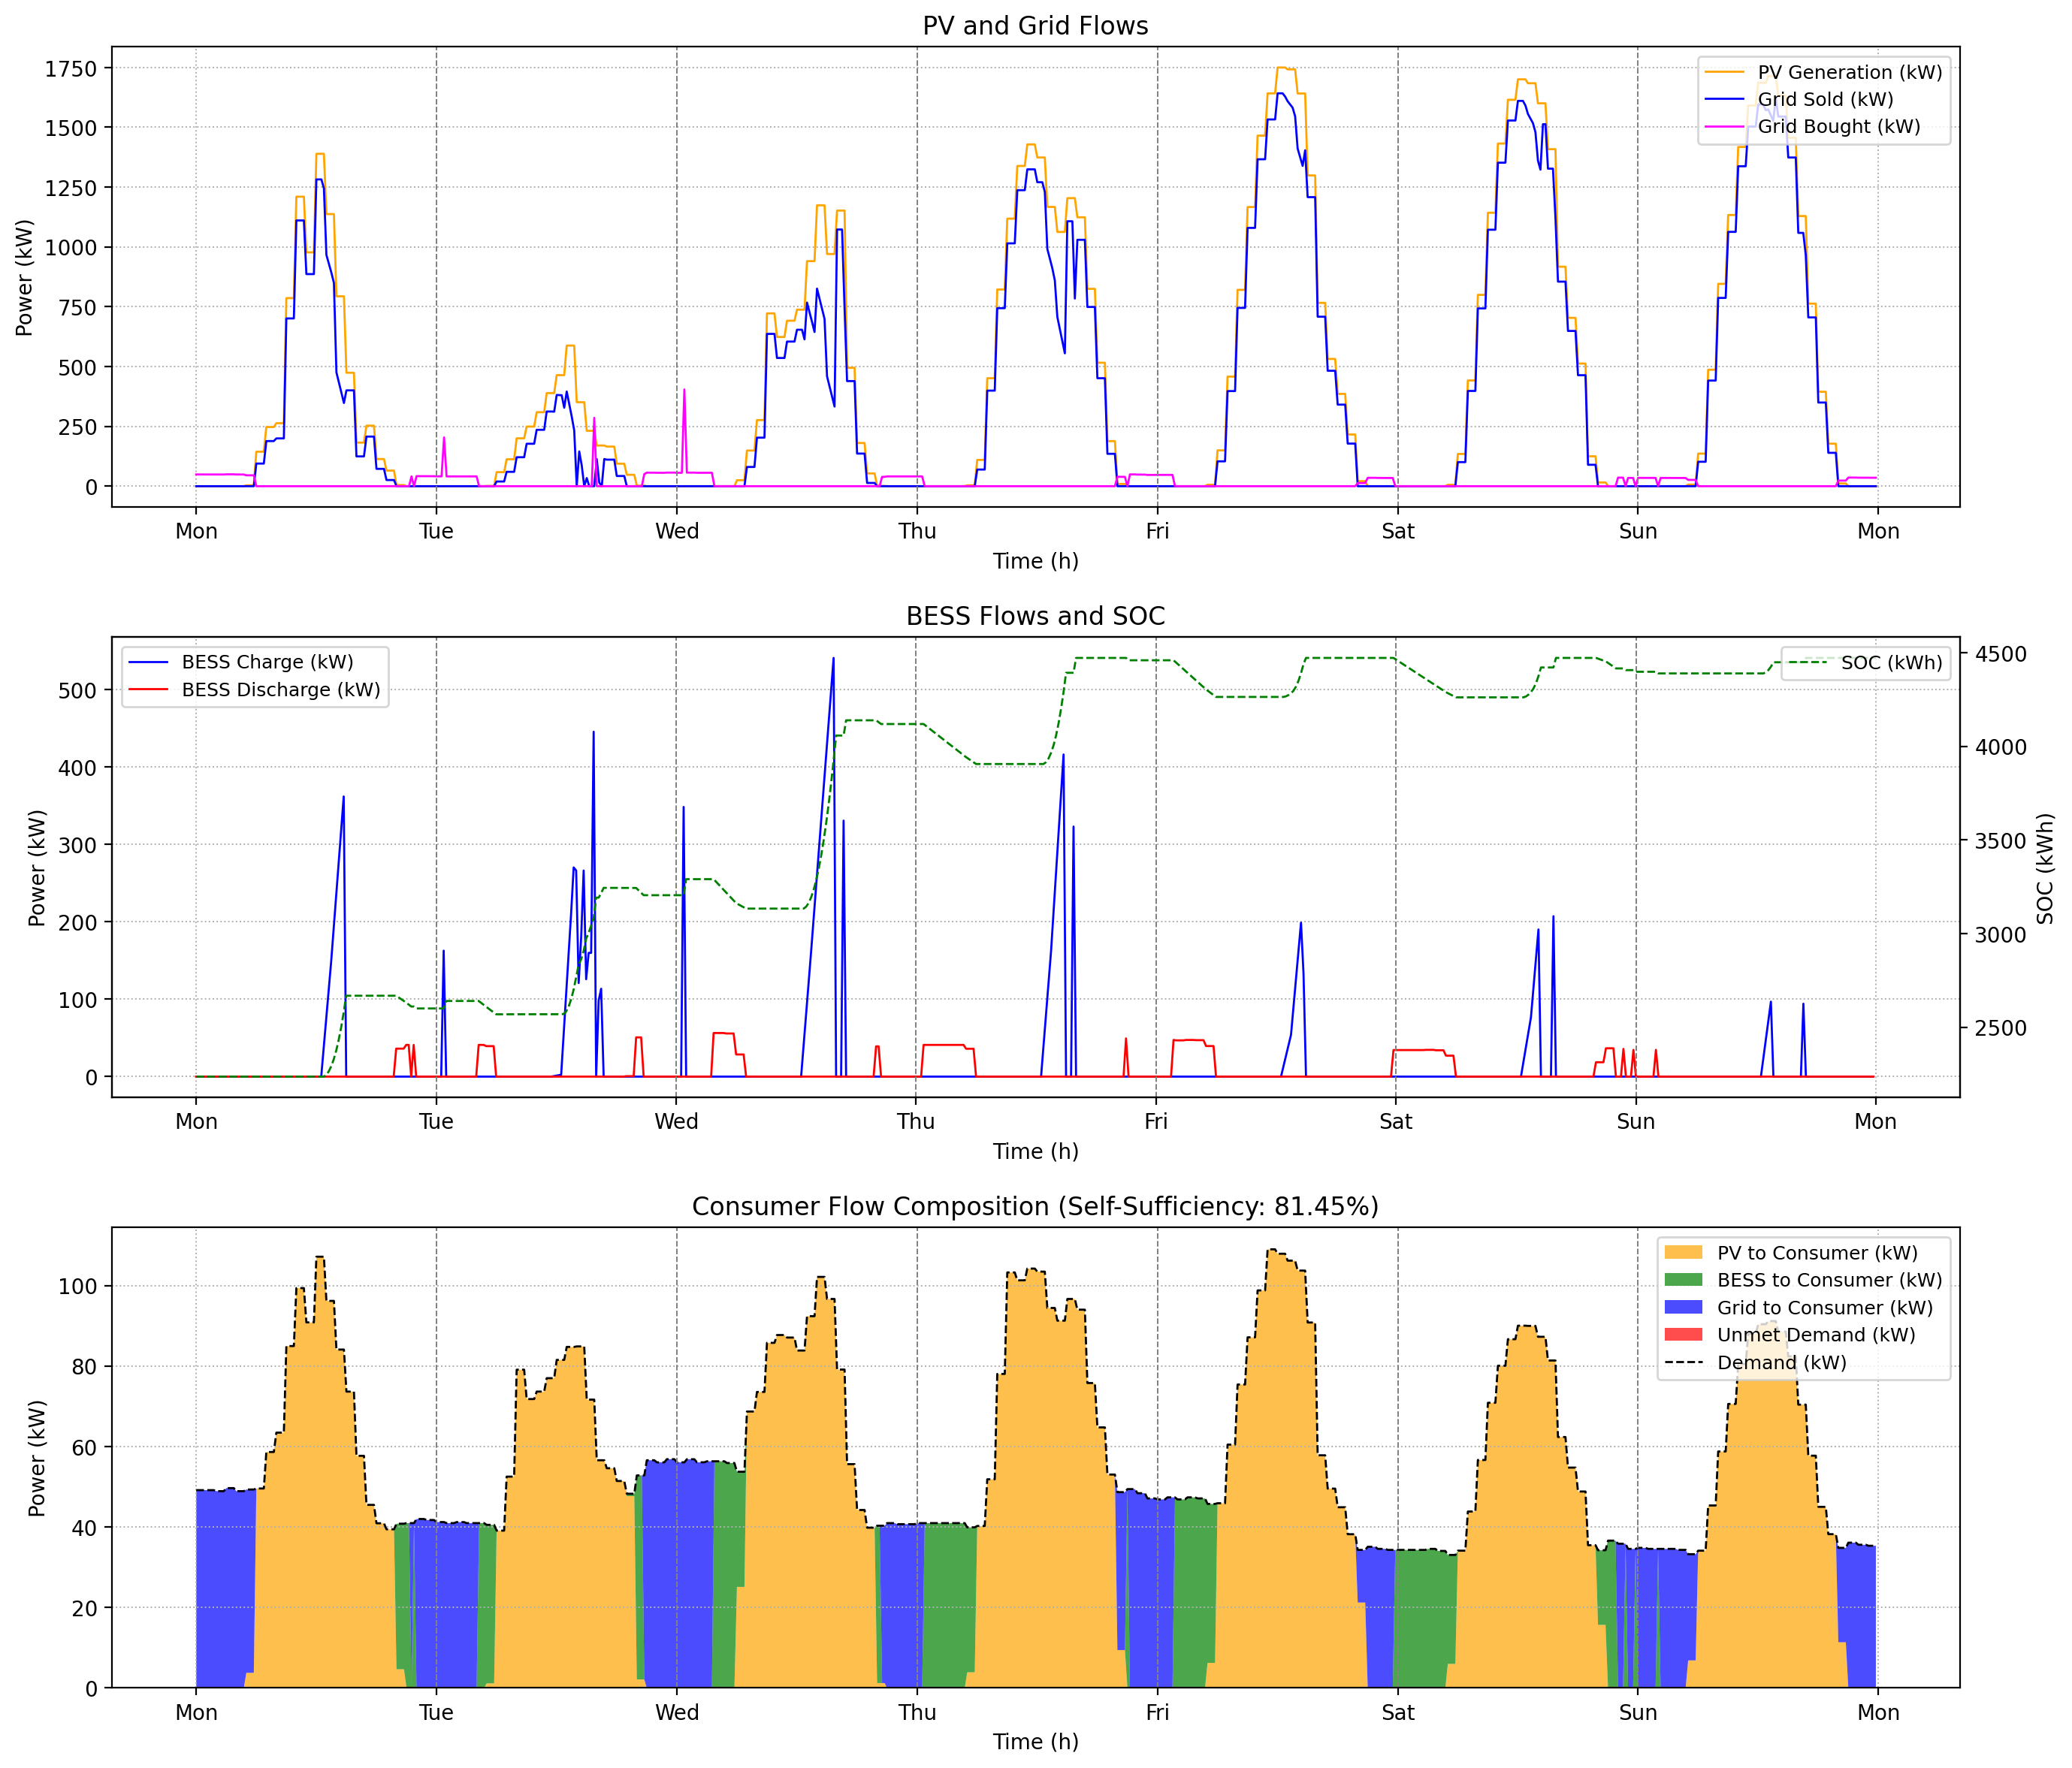 PV and Grid Flows
PV Generation (kW)
Grid Sold (kW)
Grid Bought (kW)
Power (kW)
1750
1500
1250
1000
750
500
250
0
Mon Tue Wed Thu Fri Sat Sun Mon
Time (h)
BESS Flows and SOC
BESS Charge (kW)
BESS Discharge (kW)
SOC (kWh)
Power (kW)
500
400
300
200
100
0
4500
4000
3500
3000
2500
SOC (kWh)
Mon Tue Wed Thu Fri Sat Sun Mon
Time (h)
Consumer Flow Composition (Self-Sufficiency: 81.45%)
PV to Consumer (kW)
BESS to Consumer (kW)
Grid to Consumer (kW)
Unmet Demand (kW)
Demand (kW)
Power (kW)
100
80
60
40
20
0
Mon Tue Wed Thu Fri Sat Sun Mon
Time (h)